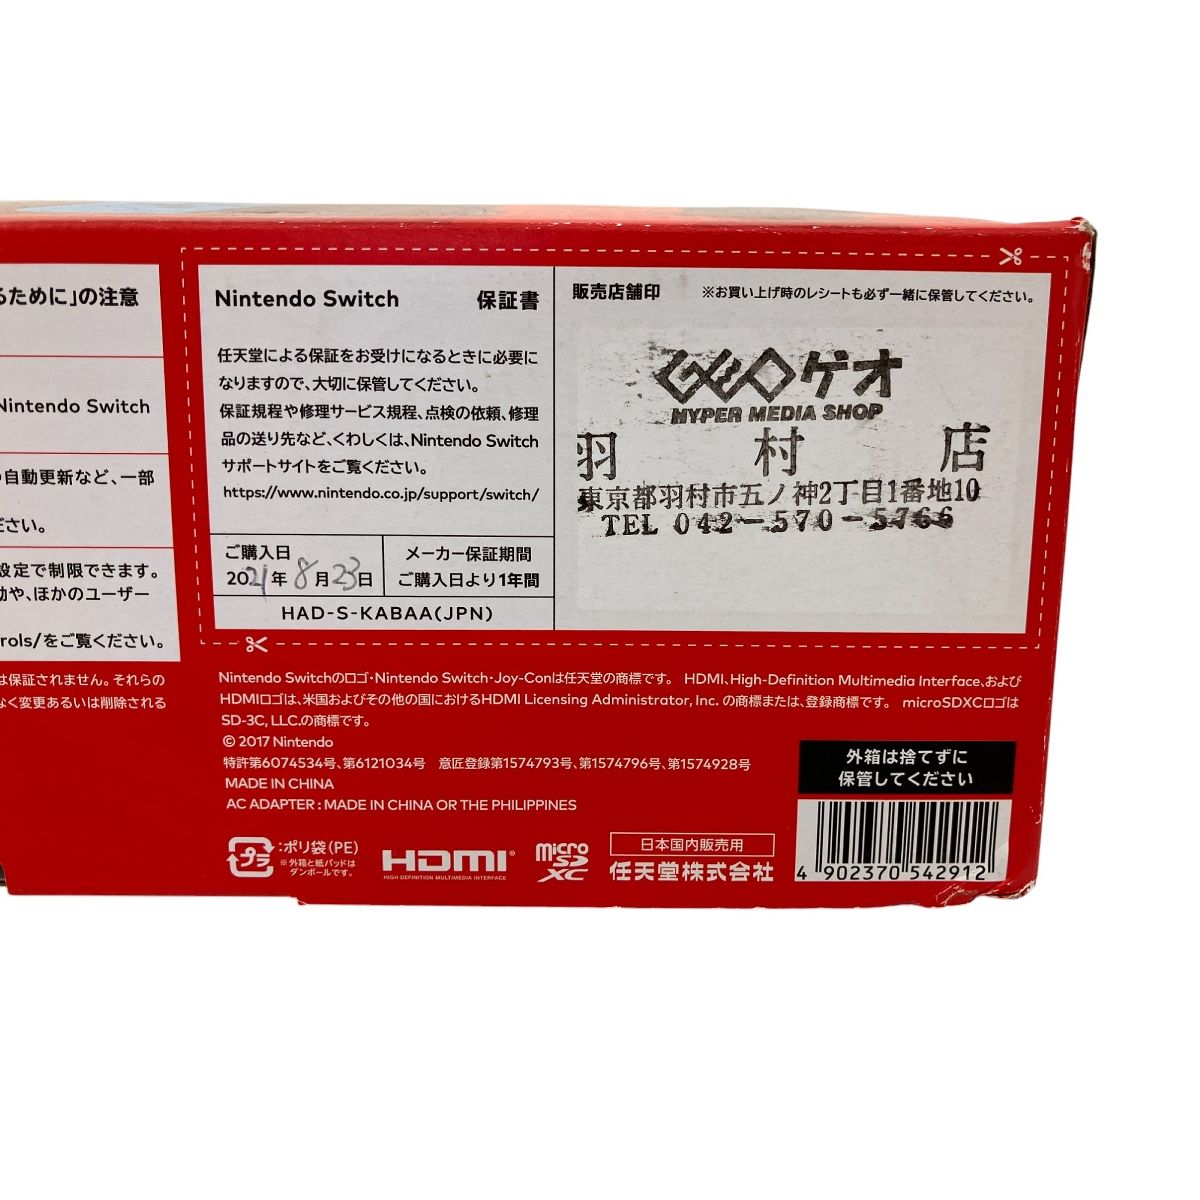 るために」の注意
Nintendo Switch
の自動更新など、一部
ださい。
設定で制限できます。
動や、ほかのユーザー
rols/をご覧ください。
は保証されません。それらの
なく変更あるいは削除される
Nintendo Switch 保証書
任天堂による保証をお受けになるときに必要に
なりますので、大切に保管してください。
保証規程や修理サービス規程、点検の依頼、修理
品の送り先など、くわしくは、Nintendo Switch
サポートサイトをご覧ください。
https://www.nintendo.co.jp/support/switch/
ご購入日
2021年8月23日
メーカー保証期間
ご購入日より1年間
HAD-S-KABAA(JPN)
販売店舗印 ※お買い上げ時のレシートも必ず一緒に保管してください。
GEOゲオ
HYPER MEDIA SHOP
羽村店
東京都羽村市五ノ神2丁目1番地10
TEL 042-570-5766
Nintendo Switchのロゴ・Nintendo Switch・Joy-Conは任天堂の商標です。 HDMI、High-Definition Multimedia Interface、および
HDMIロゴは、米国およびその他の国におけるHDMI Licensing Administrator, Inc. の商標または、登録商標です。 microSDXCロゴは
SD-3C, LLC.の商標です。
© 2017 Nintendo
特許第6074534号、第6121034号 意匠登録第1574793号、第1574796号、第1574928号
MADE IN CHINA
AC ADAPTER : MADE IN CHINA OR THE PHILIPPINES
プラ
:ポリ袋(PE)
※外箱と紙パッドは
ダンボールです。
HDMI®
HIGH-DEFINITION MULTIMEDIA INTERFACE
micro
SD
XC
日本国内販売用
任天堂株式会社
外箱は捨てずに
保管してください
4 902370 542912